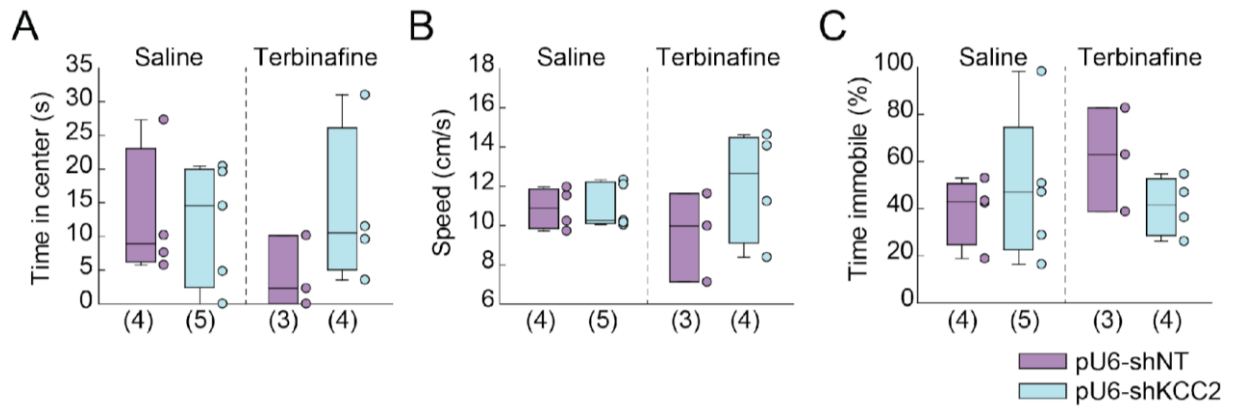 A
Saline
Terbinafine
Time in center (s)
35
30
25
20
15
10
5
0
(4)
(5)
(3)
(4)
B
Saline
Terbinafine
Speed (cm/s)
18
16
14
12
10
8
6
(4)
(5)
(3)
(4)
C
Saline
Terbinafine
Time immobile (%)
100
80
60
40
20
0
(4)
(5)
(3)
(4)
pU6-shNT
pU6-shKCC2